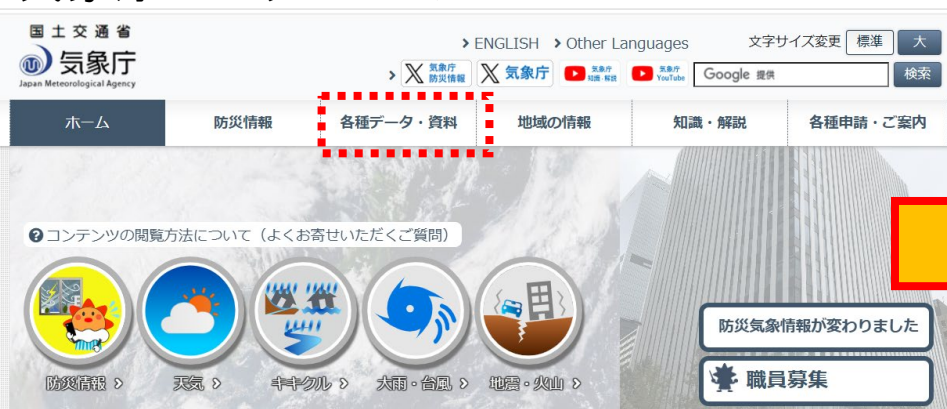 国土交通省
気象庁
Japan Meteorological Agency
ENGLISH Other Languages
文字サイズ変更 標準 大
気象庁 防災情報
気象庁
気象庁 知識・解説
気象庁 YouTube
Google 提供
検索
ホーム 防災情報 各種データ・資料 地域の情報 知識・解説 各種申請・ご案内
コンテンツの閲覧方法について（よくお寄せいただくご質問）
防災気象情報が変わりました
職員募集
防災情報 天気 キキクル 大雨・台風 地震・火山